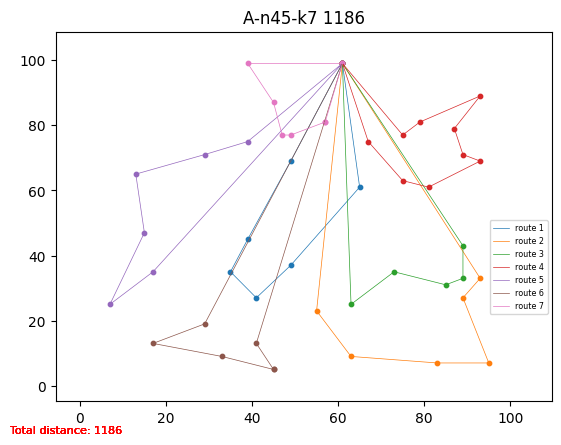 A-n45-k7 1186
100
80
60
40
20
0
0 20 40 60 80 100
route 1
route 2
route 3
route 4
route 5
route 6
route 7
Total distance: 1186